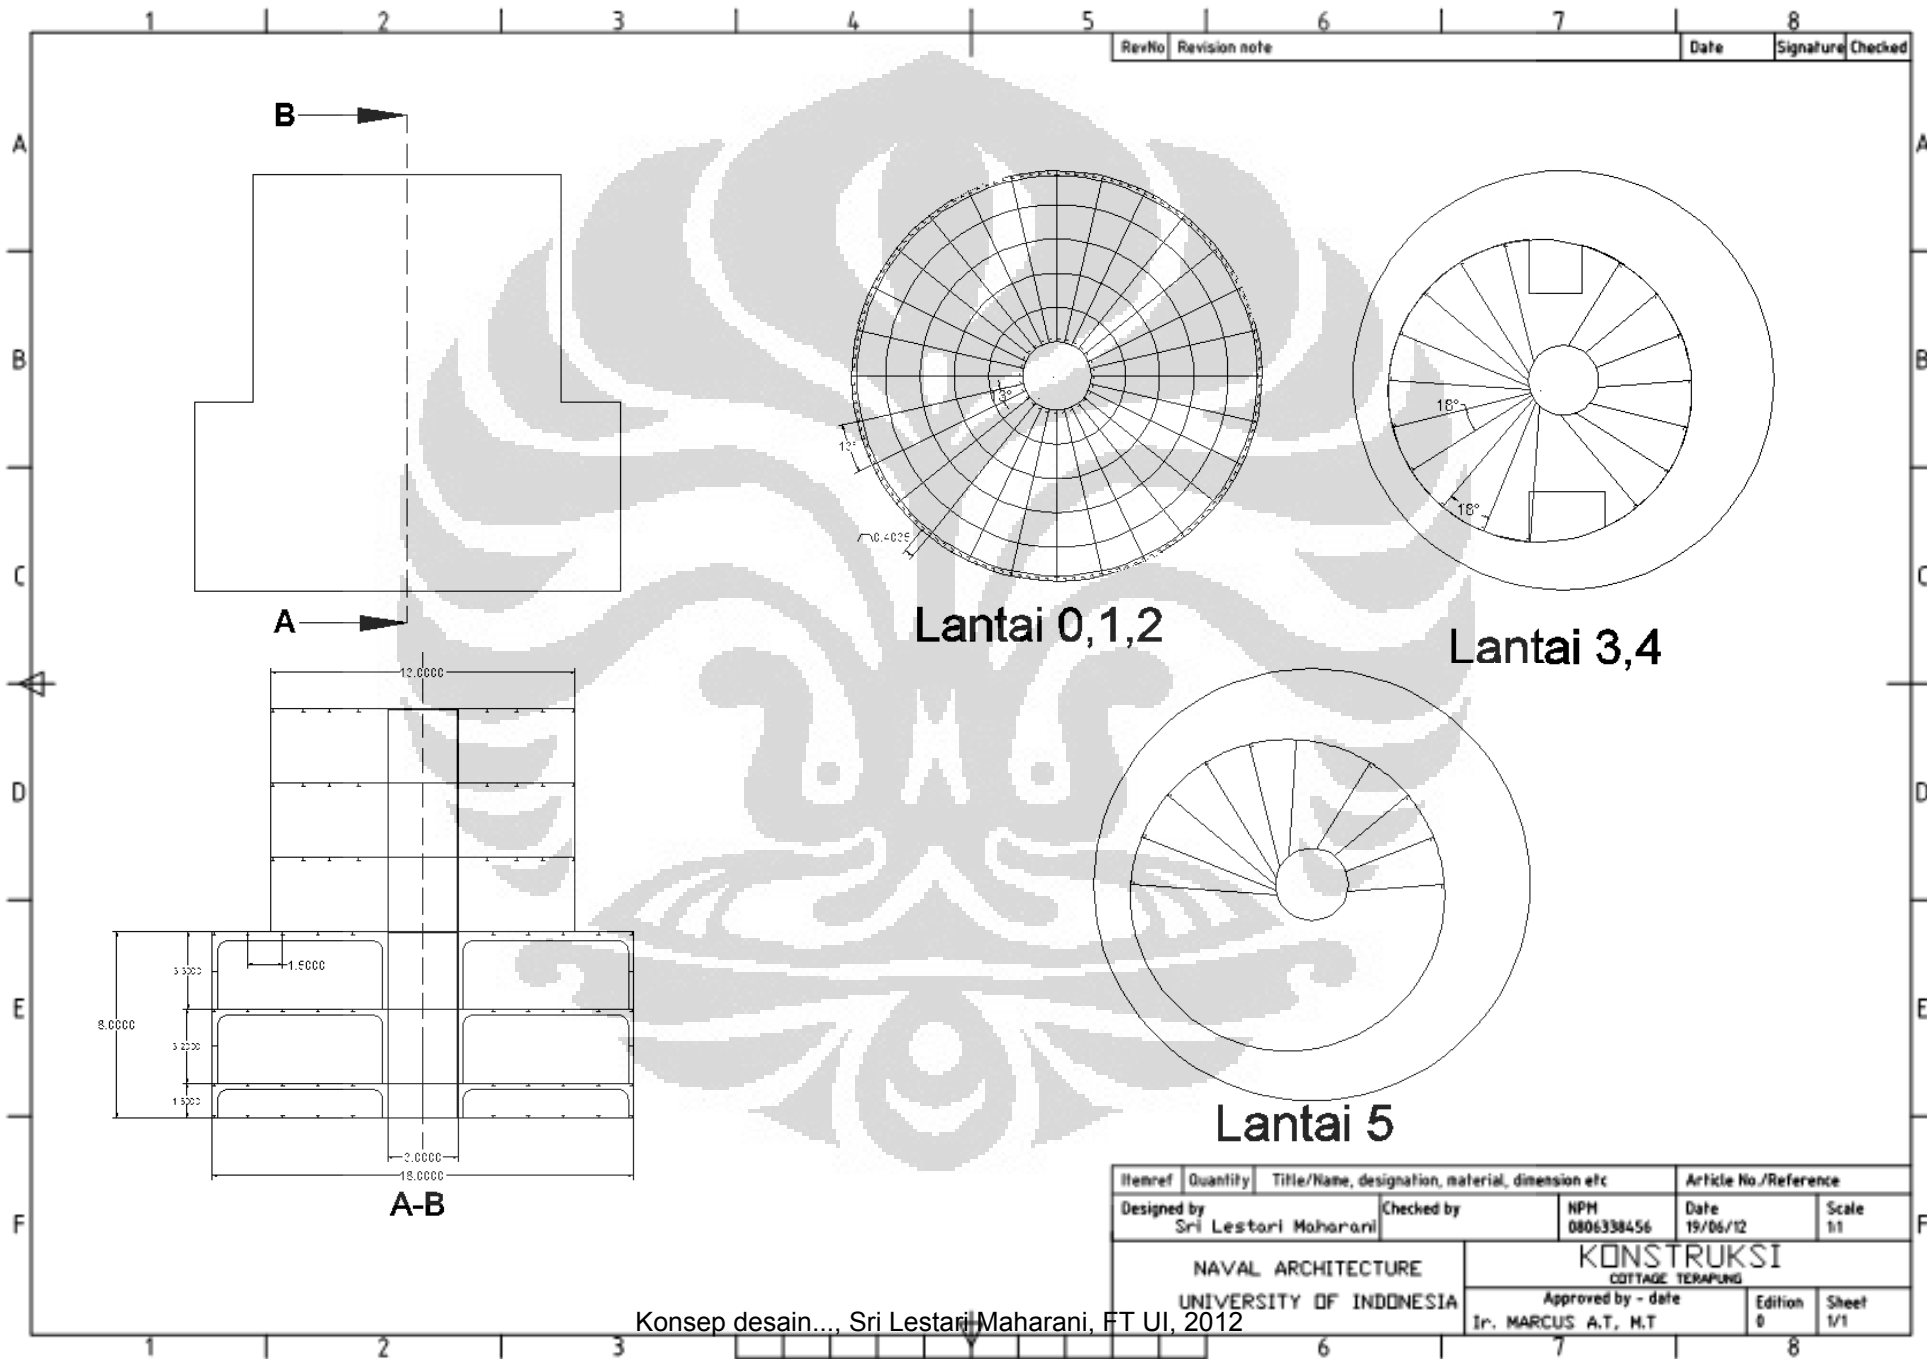 1 2 3 4 5 6 7 8
RevNo Revision note Date Signature Checked
A A
B B
C C
D D
E E
F F
B
A
Lantai 0,1,2
18°
18°
Lantai 3,4
Lantai 5
1.5000
18.0000
A-B
Itemref Quantity Title/Name, designation, material, dimension etc Article No./Reference
Designed by Checked by NPM Date Scale
Sri Lestari Maharani 0806338456 19/06/12 1:1
NAVAL ARCHITECTURE
UNIVERSITY OF INDONESIA
KONSTRUKSI
COTTAGE TERAPUNG
Approved by - date Edition Sheet
Ir. MARCUS A.T. M.T 0 1/1
Konsep desain..., Sri Lestari Maharani, FT UI, 2012
1 2 3 6 7 8